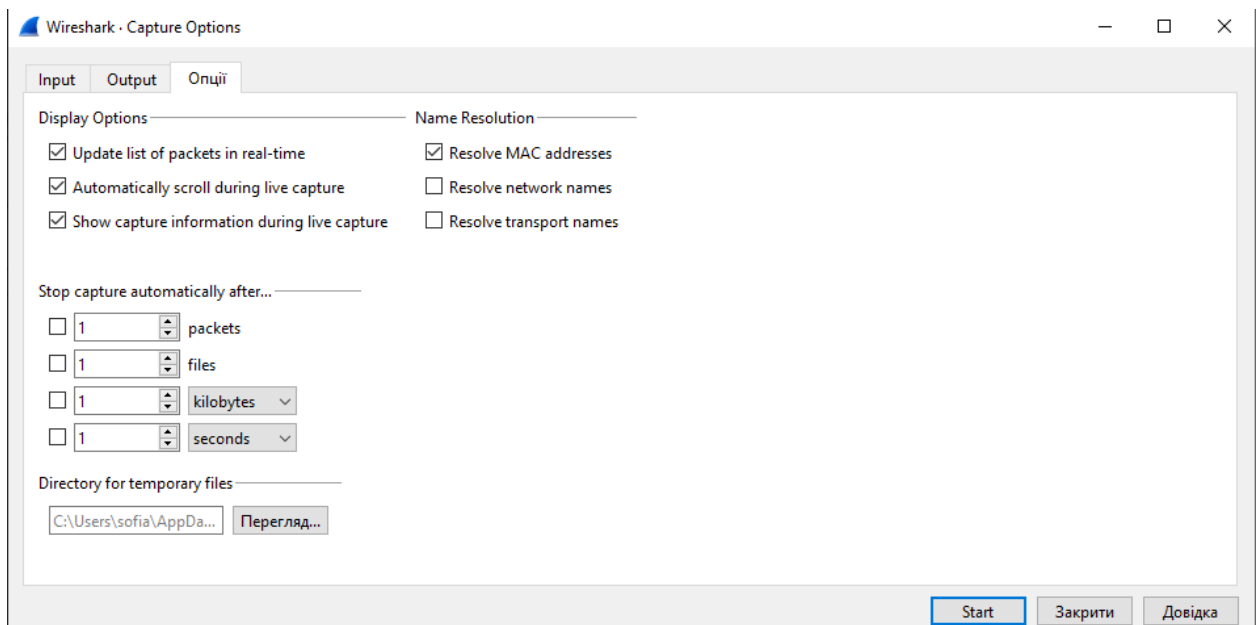 Wireshark · Capture Options
Input Output Опції
Display Options Name Resolution
Update list of packets in real-time Resolve MAC addresses
Automatically scroll during live capture Resolve network names
Show capture information during live capture Resolve transport names
Stop capture automatically after...
1 packets
1 files
1 kilobytes
1 seconds
Directory for temporary files
C:\Users\sofia\AppDa... Перегляд...
Start Закрити Довідка